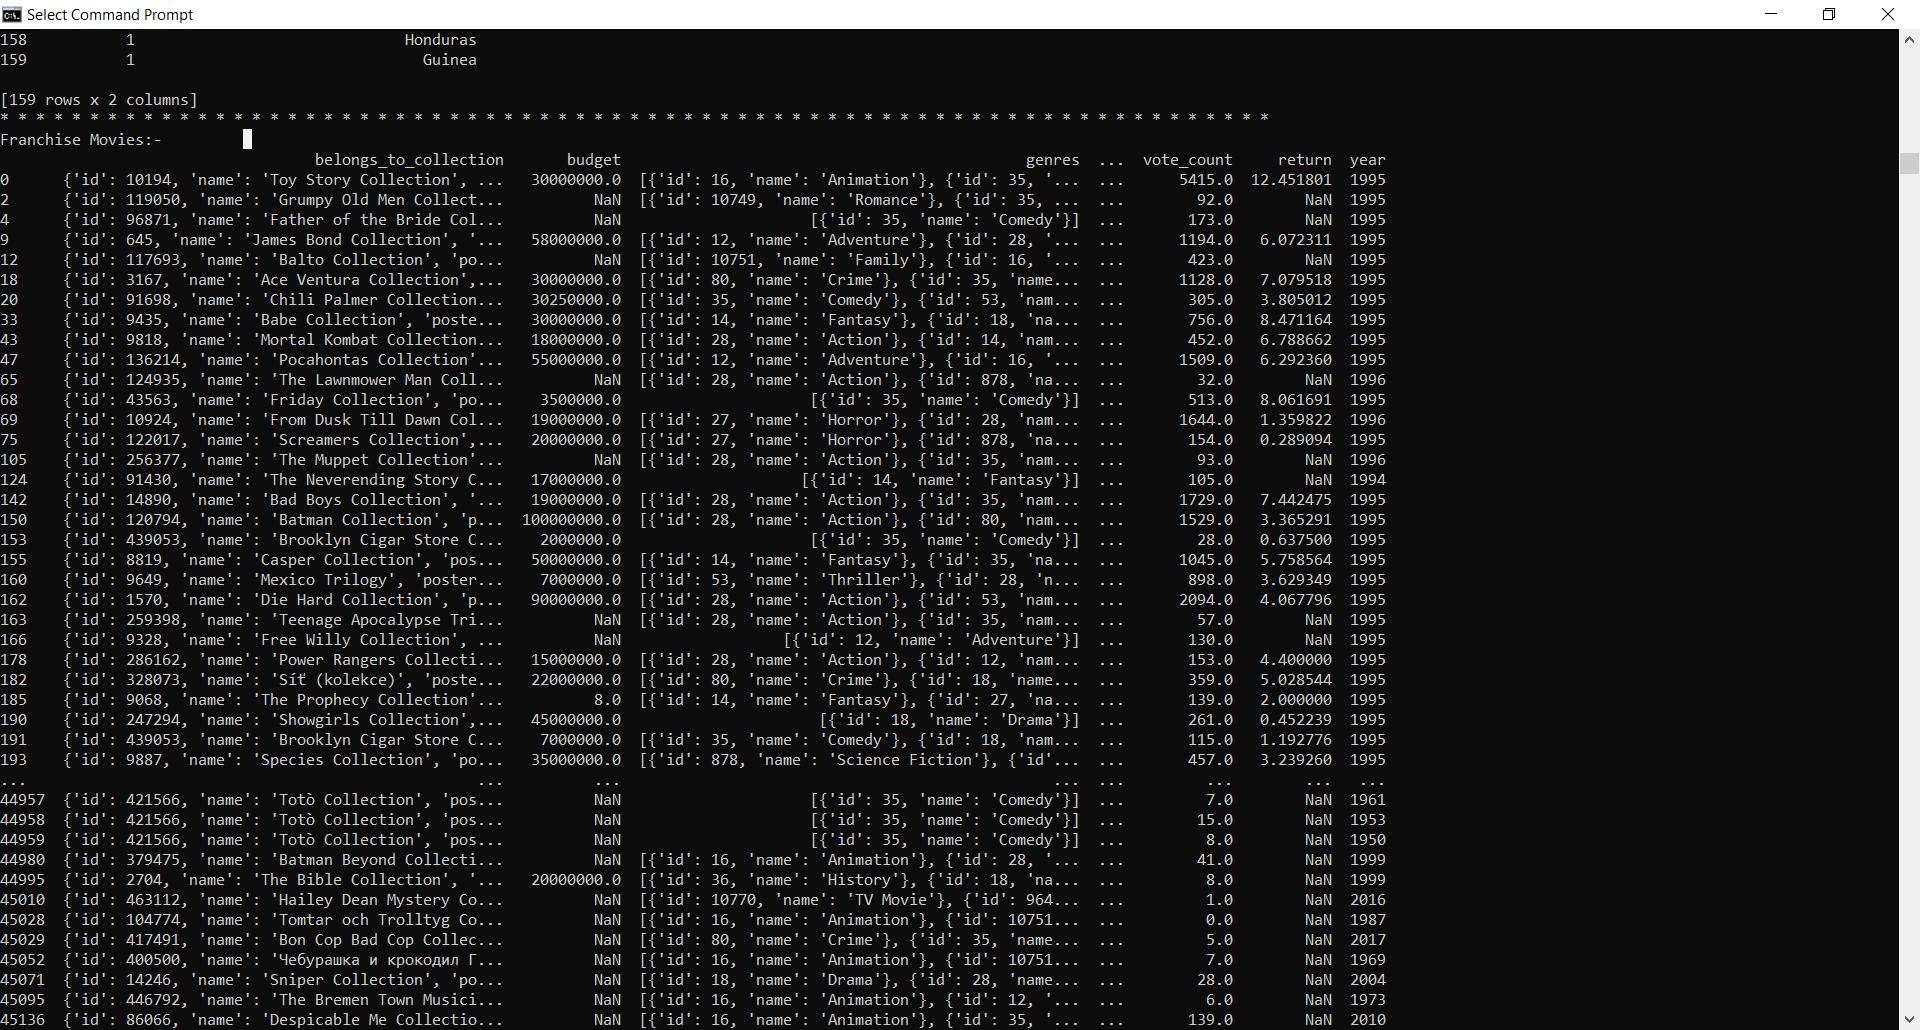 Select Command Prompt
158           1                              Honduras
159           1                                Guinea
[159 rows x 2 columns]
* * * * * * * * * * * * * * * * * * * * * * * * * * * * * * * * * * * * * * * * * * * * * * * * * * * * * * * * * * * * * * * * * * * * * * *
Franchise Movies:-
belongs_to_collection       budget                                             genres  ...  vote_count     return  year
0      {'id': 10194, 'name': 'Toy Story Collection', ...   30000000.0  [{'id': 16, 'name': 'Animation'}, {'id': 35, '...  ...      5415.0  12.451801  1995
2      {'id': 119050, 'name': 'Grumpy Old Men Collect...          NaN  [{'id': 10749, 'name': 'Romance'}, {'id': 35, ...  ...        92.0        NaN  1995
4      {'id': 96871, 'name': 'Father of the Bride Col...          NaN                     [{'id': 35, 'name': 'Comedy'}]  ...       173.0        NaN  1995
9      {'id': 645, 'name': 'James Bond Collection', '...   58000000.0  [{'id': 12, 'name': 'Adventure'}, {'id': 28, '...  ...      1194.0   6.072311  1995
12     {'id': 117693, 'name': 'Balto Collection', 'po...          NaN  [{'id': 10751, 'name': 'Family'}, {'id': 16, '...  ...       423.0        NaN  1995
18     {'id': 3167, 'name': 'Ace Ventura Collection',...   30000000.0  [{'id': 80, 'name': 'Crime'}, {'id': 35, 'name...  ...      1128.0   7.079518  1995
20     {'id': 91698, 'name': 'Chili Palmer Collection...   30250000.0  [{'id': 35, 'name': 'Comedy'}, {'id': 53, 'nam...  ...       305.0   3.805012  1995
33     {'id': 9435, 'name': 'Babe Collection', 'poste...   30000000.0  [{'id': 14, 'name': 'Fantasy'}, {'id': 18, 'na...  ...       756.0   8.471164  1995
43     {'id': 9818, 'name': 'Mortal Kombat Collection...   18000000.0  [{'id': 28, 'name': 'Action'}, {'id': 14, 'nam...  ...       452.0   6.788662  1995
47     {'id': 136214, 'name': 'Pocahontas Collection'...   55000000.0  [{'id': 12, 'name': 'Adventure'}, {'id': 16, '...  ...      1509.0   6.292360  1995
65     {'id': 124935, 'name': 'The Lawnmower Man Coll...          NaN  [{'id': 28, 'name': 'Action'}, {'id': 878, 'na...  ...        32.0        NaN  1996
68     {'id': 43563, 'name': 'Friday Collection', 'po...    3500000.0                     [{'id': 35, 'name': 'Comedy'}]  ...       513.0   8.061691  1995
69     {'id': 10924, 'name': 'From Dusk Till Dawn Col...   19000000.0  [{'id': 27, 'name': 'Horror'}, {'id': 28, 'nam...  ...      1644.0   1.359822  1996
75     {'id': 122017, 'name': 'Screamers Collection',...   20000000.0  [{'id': 27, 'name': 'Horror'}, {'id': 878, 'na...  ...       154.0   0.289094  1995
105    {'id': 256377, 'name': 'The Muppet Collection'...          NaN  [{'id': 28, 'name': 'Action'}, {'id': 35, 'nam...  ...        93.0        NaN  1996
124    {'id': 91430, 'name': 'The Neverending Story C...   17000000.0                    [{'id': 14, 'name': 'Fantasy'}]  ...       105.0        NaN  1994
142    {'id': 14890, 'name': 'Bad Boys Collection', '...   19000000.0  [{'id': 28, 'name': 'Action'}, {'id': 35, 'nam...  ...      1729.0   7.442475  1995
150    {'id': 120794, 'name': 'Batman Collection', 'p...  100000000.0  [{'id': 28, 'name': 'Action'}, {'id': 80, 'nam...  ...      1529.0   3.365291  1995
153    {'id': 439053, 'name': 'Brooklyn Cigar Store C...    2000000.0                     [{'id': 35, 'name': 'Comedy'}]  ...        28.0   0.637500  1995
155    {'id': 8819, 'name': 'Casper Collection', 'pos...   50000000.0  [{'id': 14, 'name': 'Fantasy'}, {'id': 35, 'na...  ...      1045.0   5.758564  1995
160    {'id': 9649, 'name': 'Mexico Trilogy', 'poster...    7000000.0  [{'id': 53, 'name': 'Thriller'}, {'id': 28, 'n...  ...       898.0   3.629349  1995
162    {'id': 1570, 'name': 'Die Hard Collection', 'p...   90000000.0  [{'id': 28, 'name': 'Action'}, {'id': 53, 'nam...  ...      2094.0   4.067796  1995
163    {'id': 259398, 'name': 'Teenage Apocalypse Tri...          NaN  [{'id': 28, 'name': 'Action'}, {'id': 35, 'nam...  ...        57.0        NaN  1995
166    {'id': 9328, 'name': 'Free Willy Collection', ...          NaN                  [{'id': 12, 'name': 'Adventure'}]  ...       130.0        NaN  1995
178    {'id': 286162, 'name': 'Power Rangers Collecti...   15000000.0  [{'id': 28, 'name': 'Action'}, {'id': 12, 'nam...  ...       153.0   4.400000  1995
182    {'id': 328073, 'name': 'Síť (kolekce)', 'poste...   22000000.0  [{'id': 80, 'name': 'Crime'}, {'id': 18, 'name...  ...       359.0   5.028544  1995
185    {'id': 9068, 'name': 'The Prophecy Collection'...          8.0  [{'id': 14, 'name': 'Fantasy'}, {'id': 27, 'na...  ...       139.0   2.000000  1995
190    {'id': 247294, 'name': 'Showgirls Collection',...   45000000.0                      [{'id': 18, 'name': 'Drama'}]  ...       261.0   0.452239  1995
191    {'id': 439053, 'name': 'Brooklyn Cigar Store C...    7000000.0  [{'id': 35, 'name': 'Comedy'}, {'id': 18, 'nam...  ...       115.0   1.192776  1995
193    {'id': 9887, 'name': 'Species Collection', 'po...   35000000.0  [{'id': 878, 'name': 'Science Fiction'}, {'id'...  ...       457.0   3.239260  1995
...                                                  ...          ...                                                ...  ...         ...        ...   ...
44957  {'id': 421566, 'name': 'Totò Collection', 'pos...          NaN                     [{'id': 35, 'name': 'Comedy'}]  ...         7.0        NaN  1961
44958  {'id': 421566, 'name': 'Totò Collection', 'pos...          NaN                     [{'id': 35, 'name': 'Comedy'}]  ...        15.0        NaN  1953
44959  {'id': 421566, 'name': 'Totò Collection', 'pos...          NaN                     [{'id': 35, 'name': 'Comedy'}]  ...         8.0        NaN  1950
44980  {'id': 379475, 'name': 'Batman Beyond Collecti...          NaN  [{'id': 16, 'name': 'Animation'}, {'id': 28, '...  ...        41.0        NaN  1999
44995  {'id': 2704, 'name': 'The Bible Collection', '...   20000000.0  [{'id': 36, 'name': 'History'}, {'id': 18, 'na...  ...         8.0        NaN  1999
45010  {'id': 463112, 'name': 'Hailey Dean Mystery Co...          NaN  [{'id': 10770, 'name': 'TV Movie'}, {'id': 964...  ...         1.0        NaN  2016
45028  {'id': 104774, 'name': 'Tomtar och Trolltyg Co...          NaN  [{'id': 16, 'name': 'Animation'}, {'id': 10751...  ...         0.0        NaN  1987
45029  {'id': 417491, 'name': 'Bon Cop Bad Cop Collec...          NaN  [{'id': 80, 'name': 'Crime'}, {'id': 35, 'name...  ...         5.0        NaN  2017
45052  {'id': 400500, 'name': 'Чебурашка и крокодил Г...          NaN  [{'id': 16, 'name': 'Animation'}, {'id': 10751...  ...         7.0        NaN  1969
45071  {'id': 14246, 'name': 'Sniper Collection', 'po...          NaN  [{'id': 18, 'name': 'Drama'}, {'id': 28, 'name...  ...        28.0        NaN  2004
45095  {'id': 446792, 'name': 'The Bremen Town Musici...          NaN  [{'id': 16, 'name': 'Animation'}, {'id': 12, '...  ...         6.0        NaN  1973
45136  {'id': 86066, 'name': 'Despicable Me Collectio...          NaN  [{'id': 16, 'name': 'Animation'}, {'id': 35, '...  ...       139.0        NaN  2010